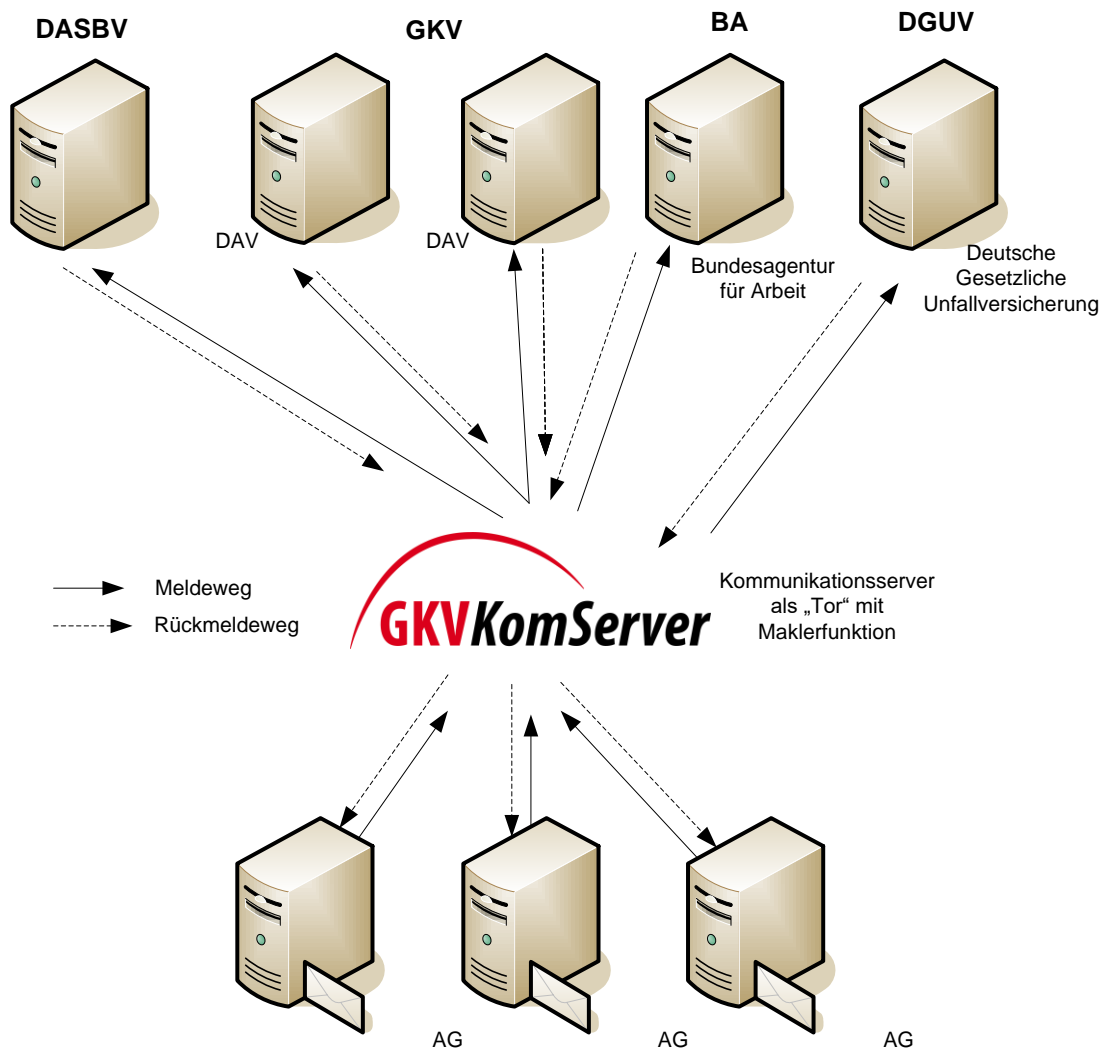 DASBV
GKV
BA
DGUV
DAV
DAV
Bundesagentur
für Arbeit
Deutsche
Gesetzliche
Unfallversicherung
Meldeweg
Rückmeldeweg
GKVKomServer
Kommunikationsserver
als „Tor“ mit
Maklerfunktion
AG
AG
AG